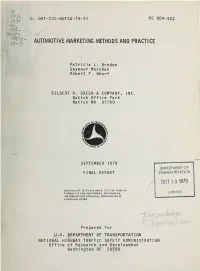 D. DOT-TSC-NHTSA-79-21
HS 804-922
AUTOMOTIVE MARKETING METHODS AND PRACTICE
Patricia L. Braden
Seymour Marshak
Robert F. Whorf
GILBERT R. GREEN & COMPANY, INC.
Natick Office Park
Natick MA 01760
SEPTEMBER 1979
FINAL REPORT
DEPARTMENT OF
TRANSPORTATION
OCT 1979
LIBRARY
DOCUMENT IS AVAILABLE TO THE PUBLIC
THROUGH THE NATIONAL TECHNICAL
INFORMATION SERVICE, SPRINGFIELD,
VIRGINIA 22161
Prepared for
U.S. DEPARTMENT OF TRANSPORTATION
NATIONAL HIGHWAY TRAFFIC SAFETY ADMINISTRATION
Office of Research and Development
Washington DC 20590